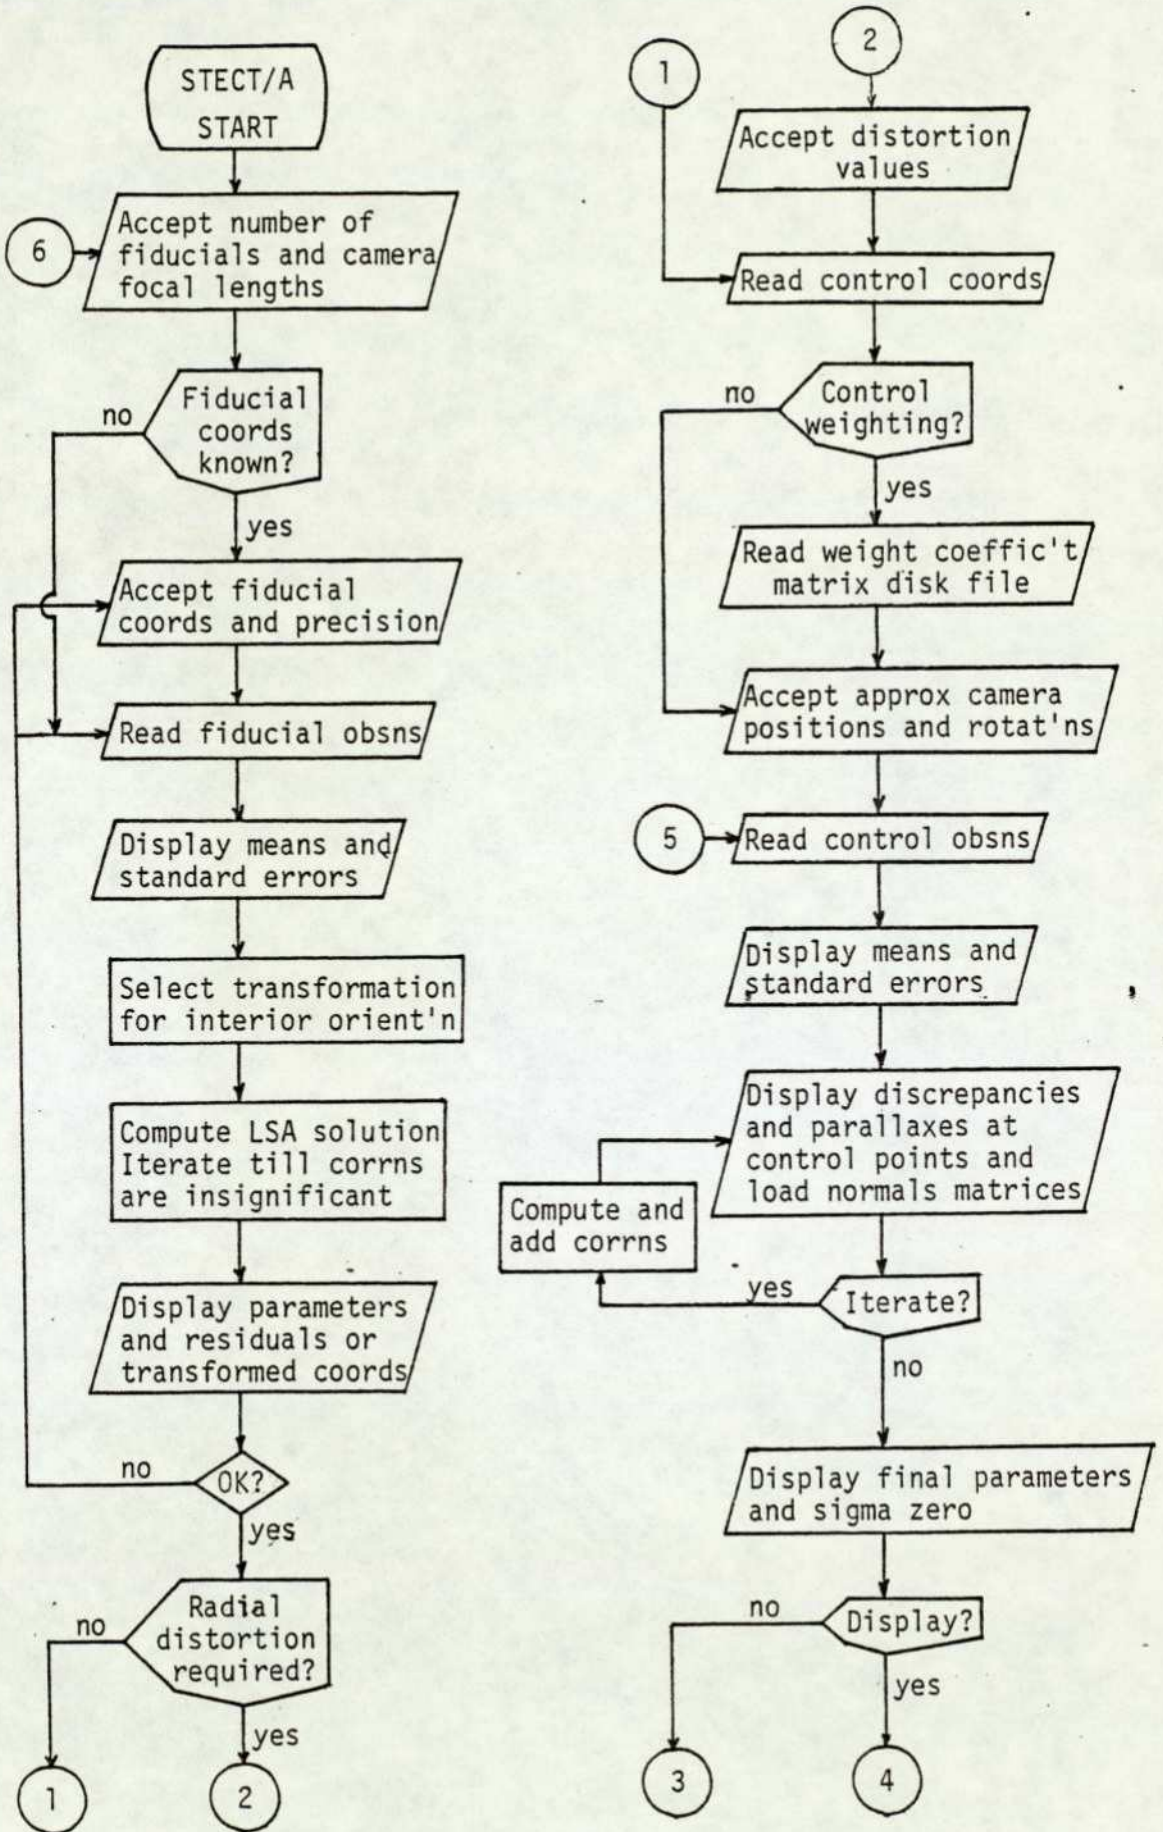 STECT/A
START
6
Accept number of
fiducials and camera
focal lengths
Fiducial
coords
known?
no
yes
Accept fiducial
coords and precision
Read fiducial obsns
Display means and
standard errors
Select transformation
for interior orient'n
Compute LSA solution
Iterate till corrns
are insignificant
Display parameters
and residuals or
transformed coords
OK?
no
yes
Radial
distortion
required?
no
yes
1
2
1
2
Accept distortion
values
Read control coords
Control
weighting?
no
yes
Read weight coeffic't
matrix disk file
Accept approx camera
positions and rotat'ns
5
Read control obsns
Display means and
standard errors
Display discrepancies
and parallaxes at
control points and
load normals matrices
Compute and
add corrns
yes
Iterate?
no
Display final parameters
and sigma zero
no
Display?
yes
3
4